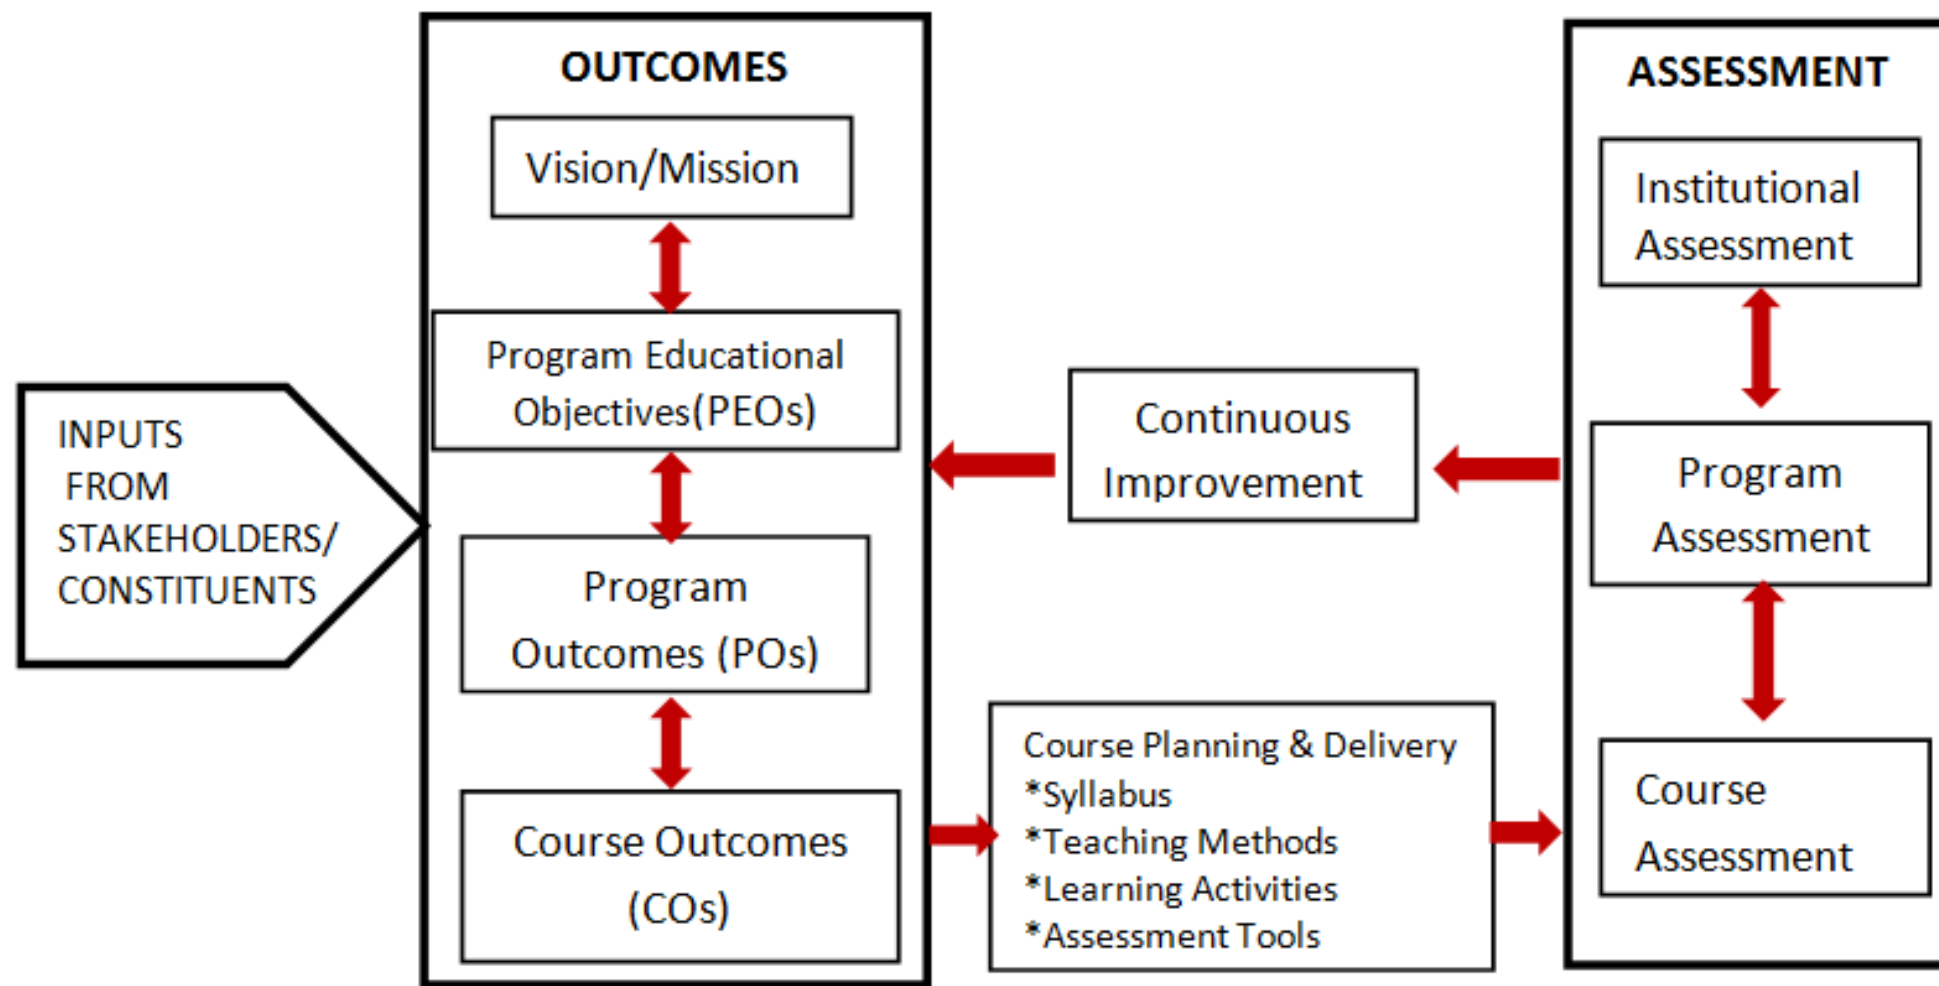 INPUTS
FROM
STAKEHOLDERS/
CONSTITUENTS
OUTCOMES
Vision/Mission
Program Educational
Objectives(PEOs)
Program
Outcomes (POs)
Course Outcomes
(COs)
Continuous
Improvement
Course Planning & Delivery
*Syllabus
*Teaching Methods
*Learning Activities
*Assessment Tools
ASSESSMENT
Institutional
Assessment
Program
Assessment
Course
Assessment